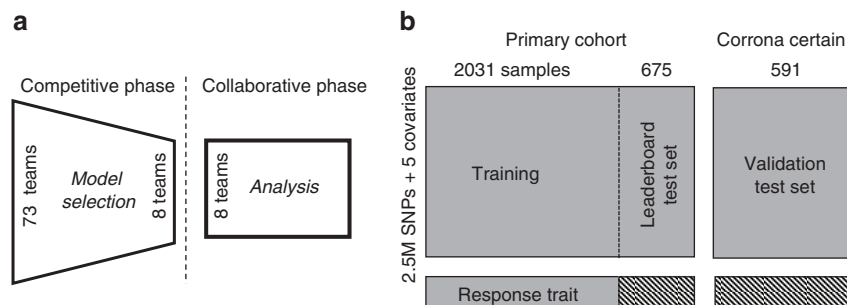 a
Competitive phase
Collaborative phase
73 teams
Model
selection
8 teams
8 teams
Analysis
b
Primary cohort
Corrona certain
2031 samples
675
591
2.5M SNPs + 5 covariates
Training
Leaderboard
test set
Validation
test set
Response trait